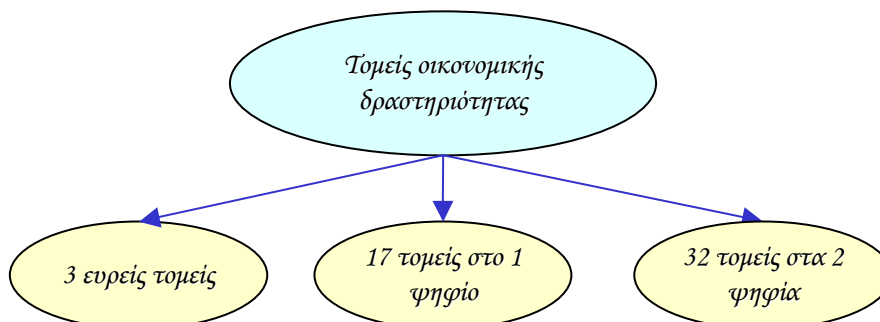 Τομείς οικονομικής
δραστηριότητας
3 ευρείς τομείς
17 τομείς στο 1
ψηφίο
32 τομείς στα 2
ψηφία